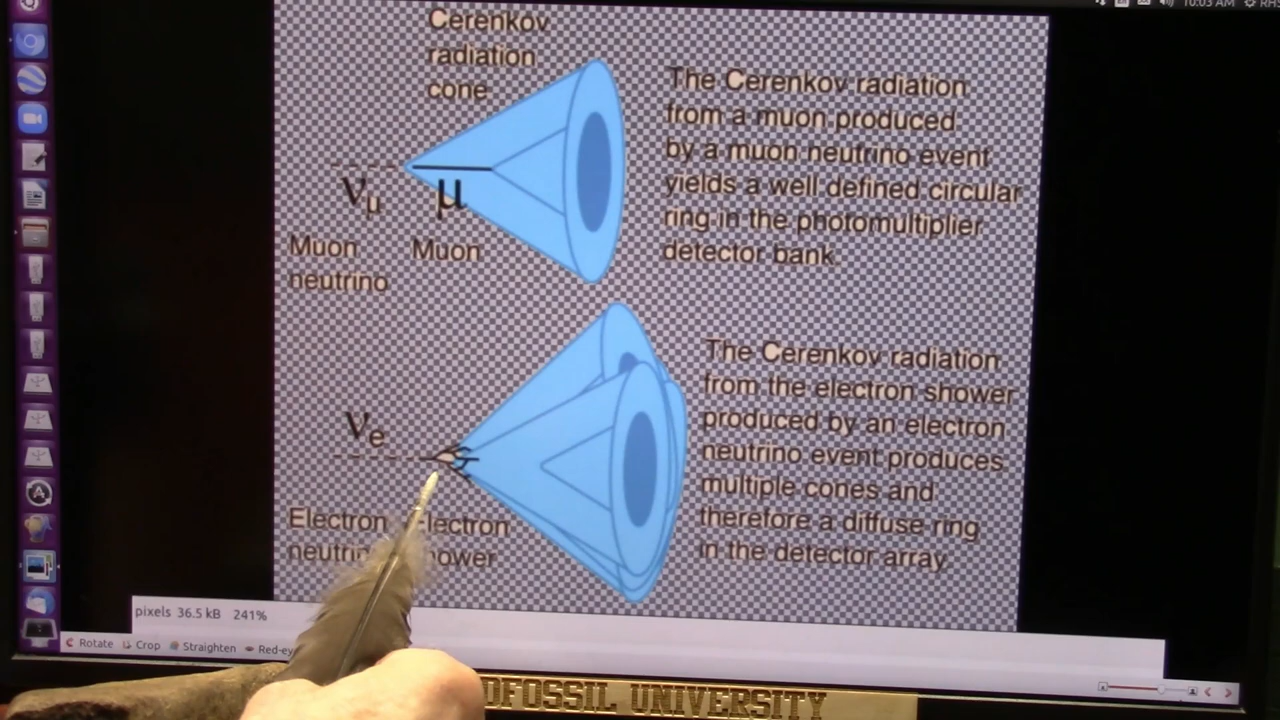 10:03 AM
Cerenkov
radiation
cone
The Cerenkov radiation
from a muon produced
by a muon neutrino event
yields a well defined circular
ring in the photomultiplier
detector bank.
νμ
μ
Muon
neutrino
Muon
The Cerenkov radiation
from the electron shower
produced by an electron
neutrino event produces
multiple cones and
therefore a diffuse ring
in the detector array
νe
Electron
pixels 36.5 kB 241%
Rotate Crop Straighten
UNIVERSITY